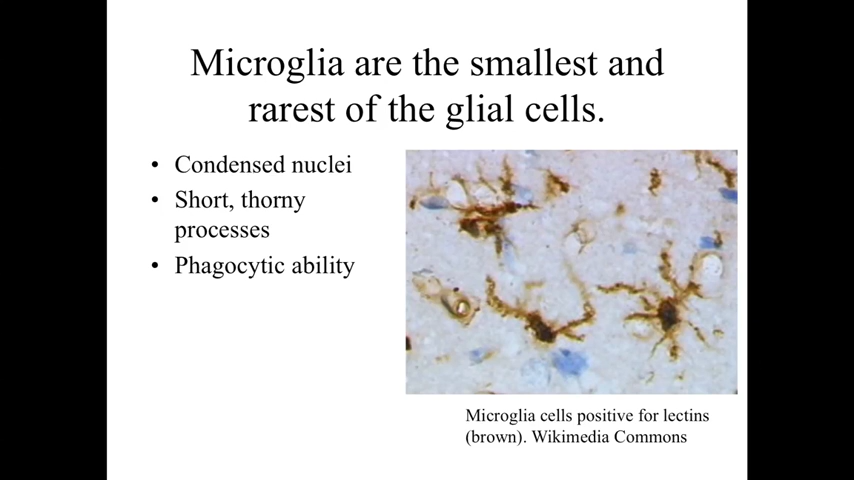 Microglia are the smallest and
rarest of the glial cells.
• Condensed nuclei
• Short, thorny
processes
• Phagocytic ability
Microglia cells positive for lectins
(brown). Wikimedia Commons